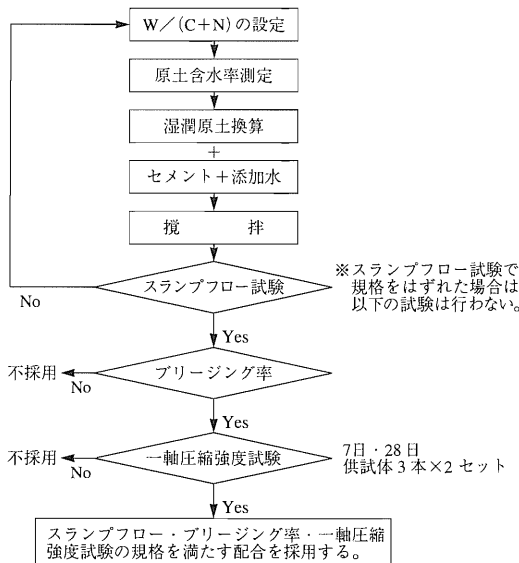 W／(C＋N)の設定
原土含水率測定
湿潤原土換算
＋
セメント＋添加水
攪　　　拌
スランプフロー試験
※スランプフロー試験で
規格をはずれた場合は
以下の試験は行わない。
No
Yes
ブリージング率
不採用
No
Yes
一軸圧縮強度試験
7日・28日
供試体3本×2セット
不採用
No
Yes
スランプフロー・ブリージング率・一軸圧縮
強度試験の規格を満たす配合を採用する。